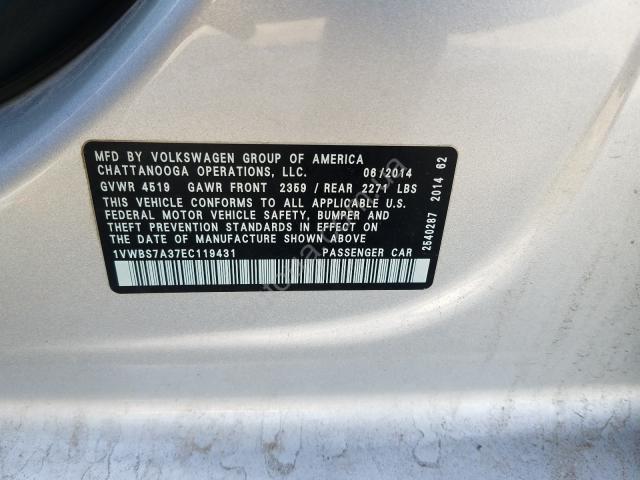 MFD BY VOLKSWAGEN GROUP OF AMERICA
CHATTANOOGA OPERATIONS, LLC. 06/2014
GVWR 4519 GAWR FRONT 2359 / REAR 2271 LBS
THIS VEHICLE CONFORMS TO ALL APPLICABLE U.S.
FEDERAL MOTOR VEHICLE SAFETY, BUMPER AND
THEFT PREVENTION STANDARDS IN EFFECT ON
THE DATE OF MANUFACTURE SHOWN ABOVE
1VWBS7A37EC119431 PASSENGER CAR
2540287 2014 62